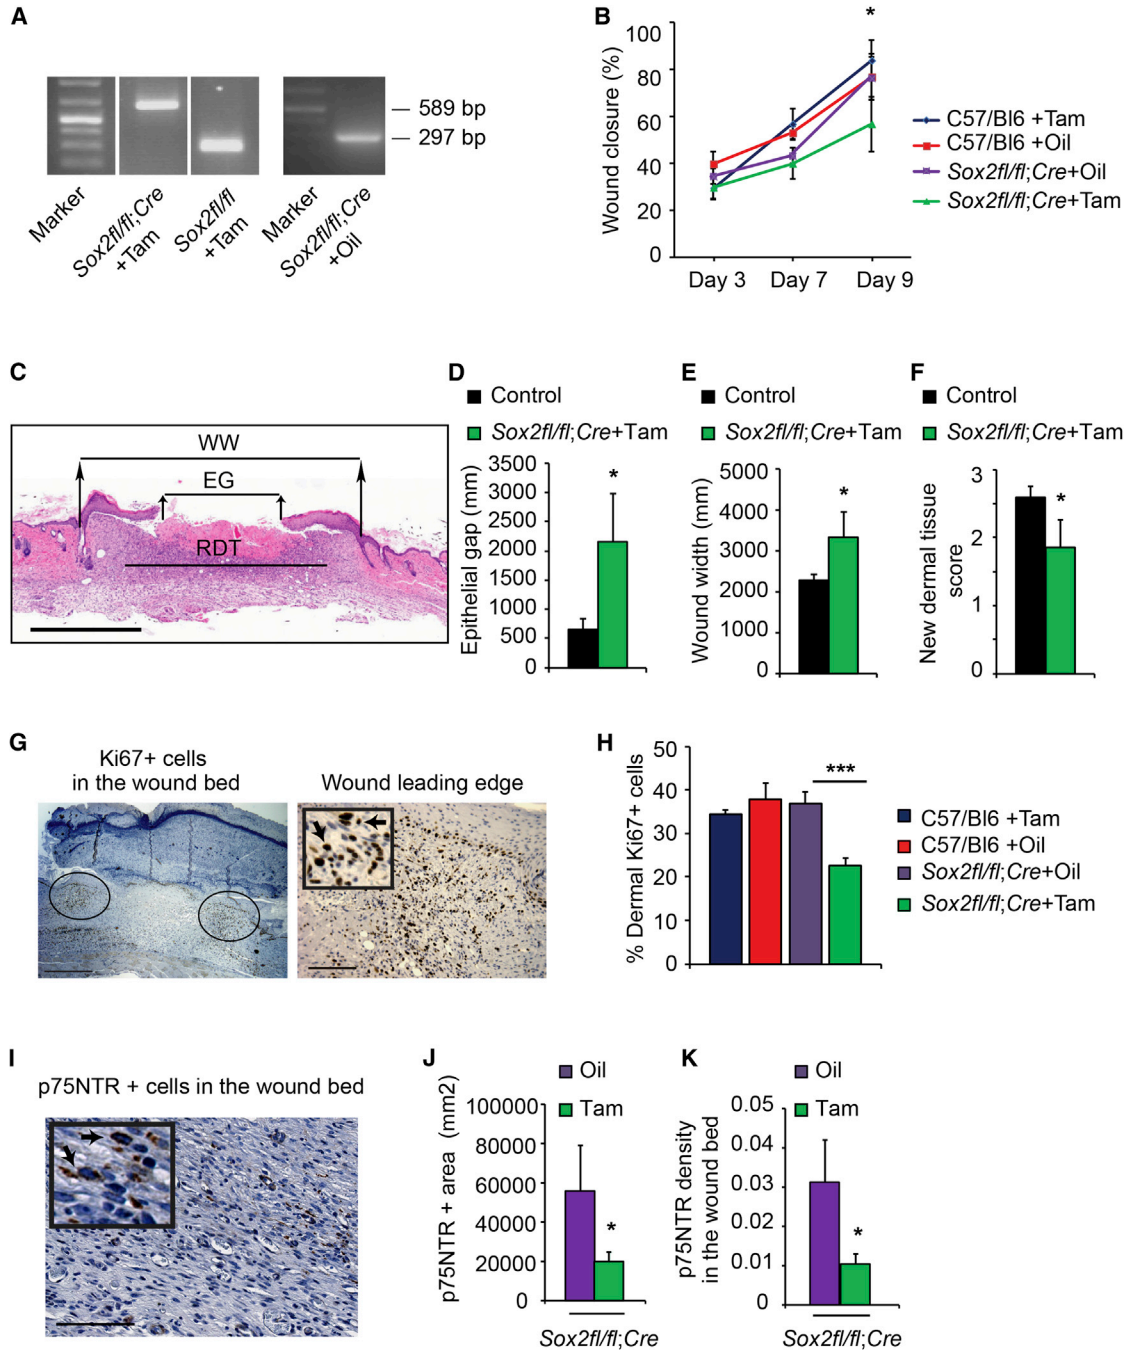 A
589 bp
297 bp
Marker
Sox2fl/fl;Cre
+Tam
Sox2fl/fl
+Tam
Marker
Sox2fl/fl;Cre
+Oil
B
*
Wound closure (%)
100
80
60
40
20
0
Day 3
Day 7
Day 9
C57/Bl6 +Tam
C57/Bl6 +Oil
Sox2fl/fl;Cre+Oil
Sox2fl/fl;Cre+Tam
C
WW
EG
RDT
D
Control
Sox2fl/fl;Cre+Tam
Epithelial gap (mm)
3500
3000
2500
2000
1500
1000
500
0
*
E
Control
Sox2fl/fl;Cre+Tam
Wound width (mm)
5000
4000
3000
2000
1000
0
*
F
Control
Sox2fl/fl;Cre+Tam
New dermal tissue
score
3
2
1
0
*
G
Ki67+ cells
in the wound bed
Wound leading edge
H
% Dermal Ki67+ cells
50
40
30
20
10
0
***
C57/Bl6 +Tam
C57/Bl6 +Oil
Sox2fl/fl;Cre+Oil
Sox2fl/fl;Cre+Tam
I
p75NTR + cells in the wound bed
J
Oil
Tam
p75NTR + area (mm2)
100000
80000
60000
40000
20000
0
*
Sox2fl/fl;Cre
K
Oil
Tam
p75NTR density
in the wound bed
0.05
0.04
0.03
0.02
0.01
0
*
Sox2fl/fl;Cre